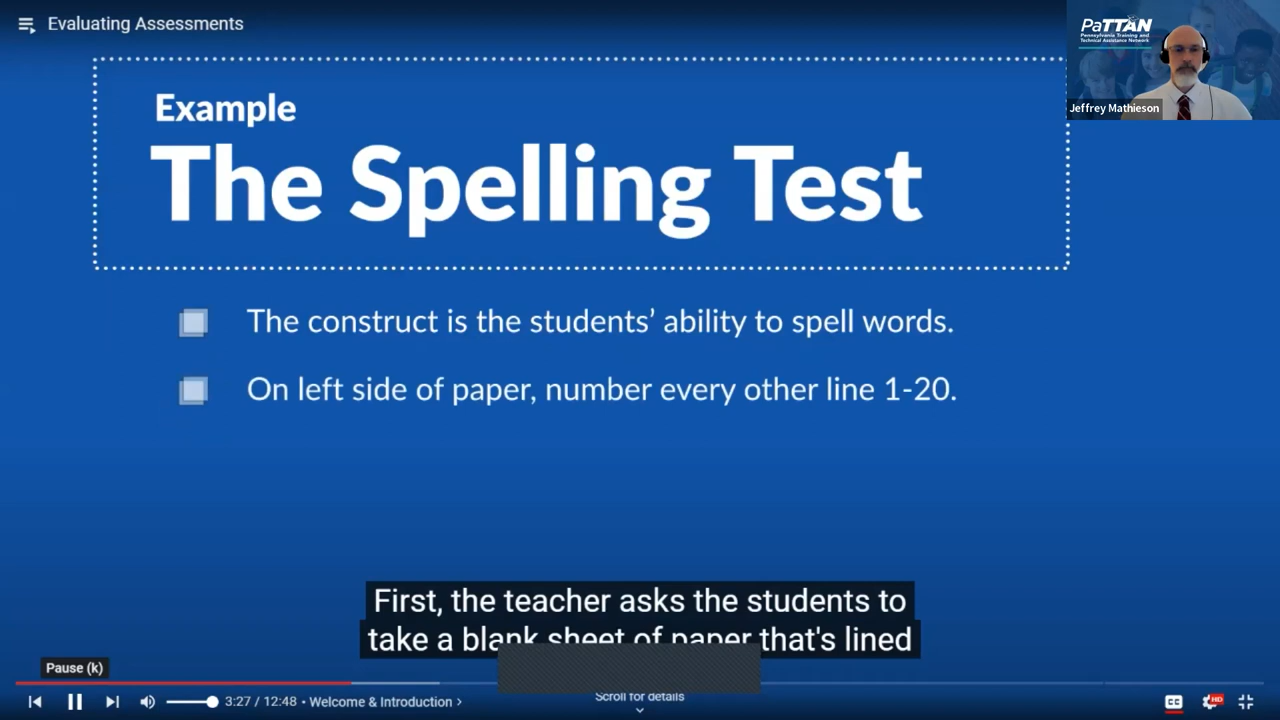 Evaluating Assessments
PaTTAN
Pennsylvania Training and
Technical Assistance Network
Jeffrey Mathieson
Example
The Spelling Test
The construct is the students’ ability to spell words.
On left side of paper, number every other line 1-20.
First, the teacher asks the students to
take a blank sheet of paper that's lined
Pause (k)
3:27 / 12:48 • Welcome & Introduction >
Scroll for details
CC
HD